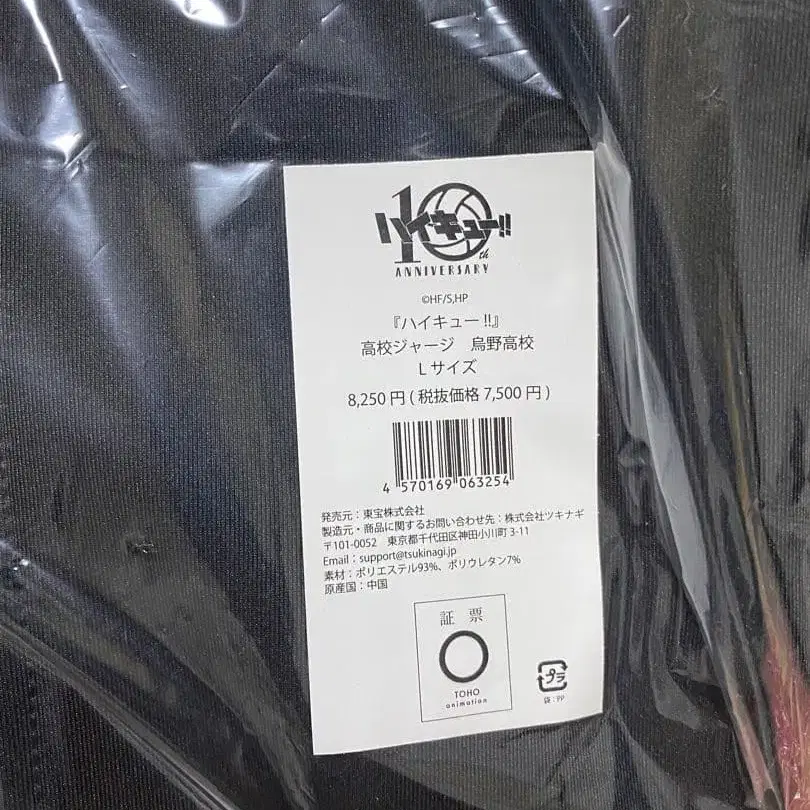 10th
ハイキュー!!
ANNIVERSARY
©HF/S,HP
『ハイキュー!!』
高校ジャージ　烏野高校
Lサイズ
8,250円(税抜価格7,500円)
4 570169 063254
発売元：東宝株式会社
製造元・商品に関するお問い合わせ先：株式会社ツキナギ
〒101-0052　東京都千代田区神田小川町3-11
Email：support@tsukinagi.jp
素材：ポリエステル93%、ポリウレタン7%
原産国：中国
証 票
TOHO
animation
プラ
袋：PP